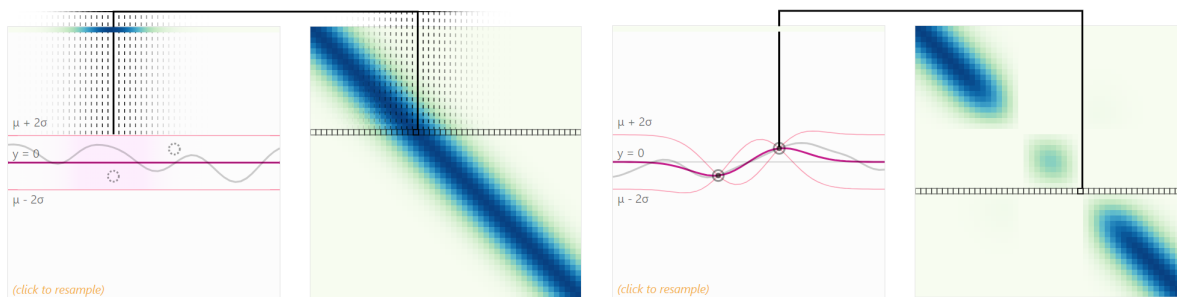 μ + 2σ
y = 0
μ - 2σ
(click to resample)
μ + 2σ
y = 0
μ - 2σ
(click to resample)